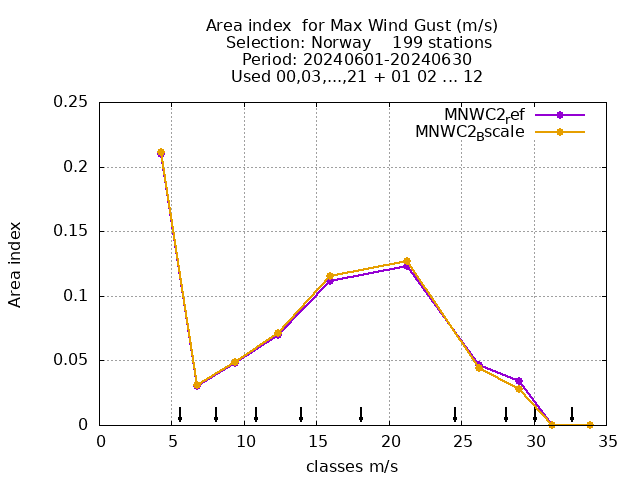 Area index  for Max Wind Gust (m/s)
Selection: Norway    199 stations
Period: 20240601-20240630
Used 00,03,...,21 + 01 02 ... 12
MNWC2_ref
MNWC2_Bscale
0.25
0.2
0.15
0.1
0.05
0
Area index
0 5 10 15 20 25 30 35
classes m/s